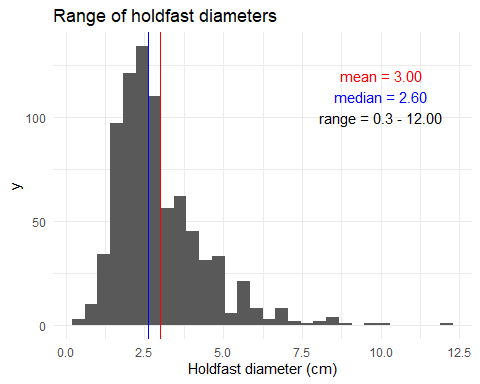 Range of holdfast diameters
mean = 3.00
median = 2.60
range = 0.3 - 12.00
y
100
50
0
0.0 2.5 5.0 7.5 10.0 12.5
Holdfast diameter (cm)